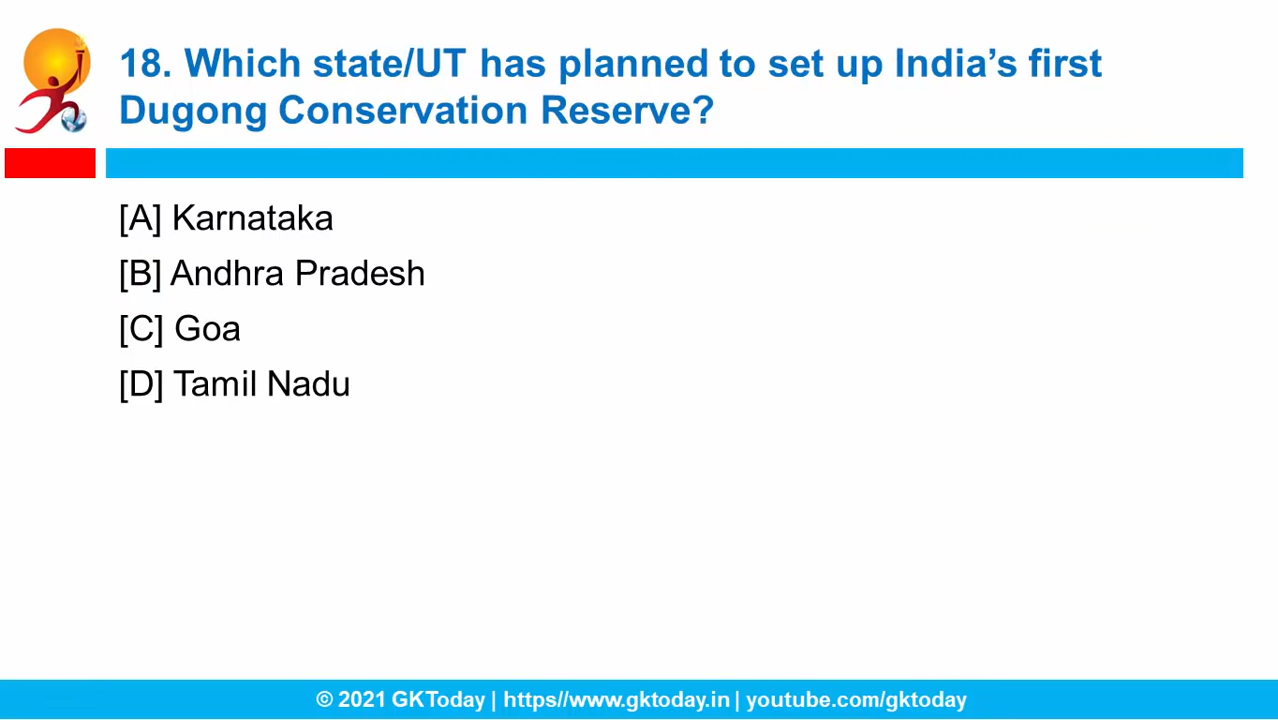 18. Which state/UT has planned to set up India’s first
Dugong Conservation Reserve?
[A] Karnataka
[B] Andhra Pradesh
[C] Goa
[D] Tamil Nadu
© 2021 GKToday | https//www.gktoday.in | youtube.com/gktoday